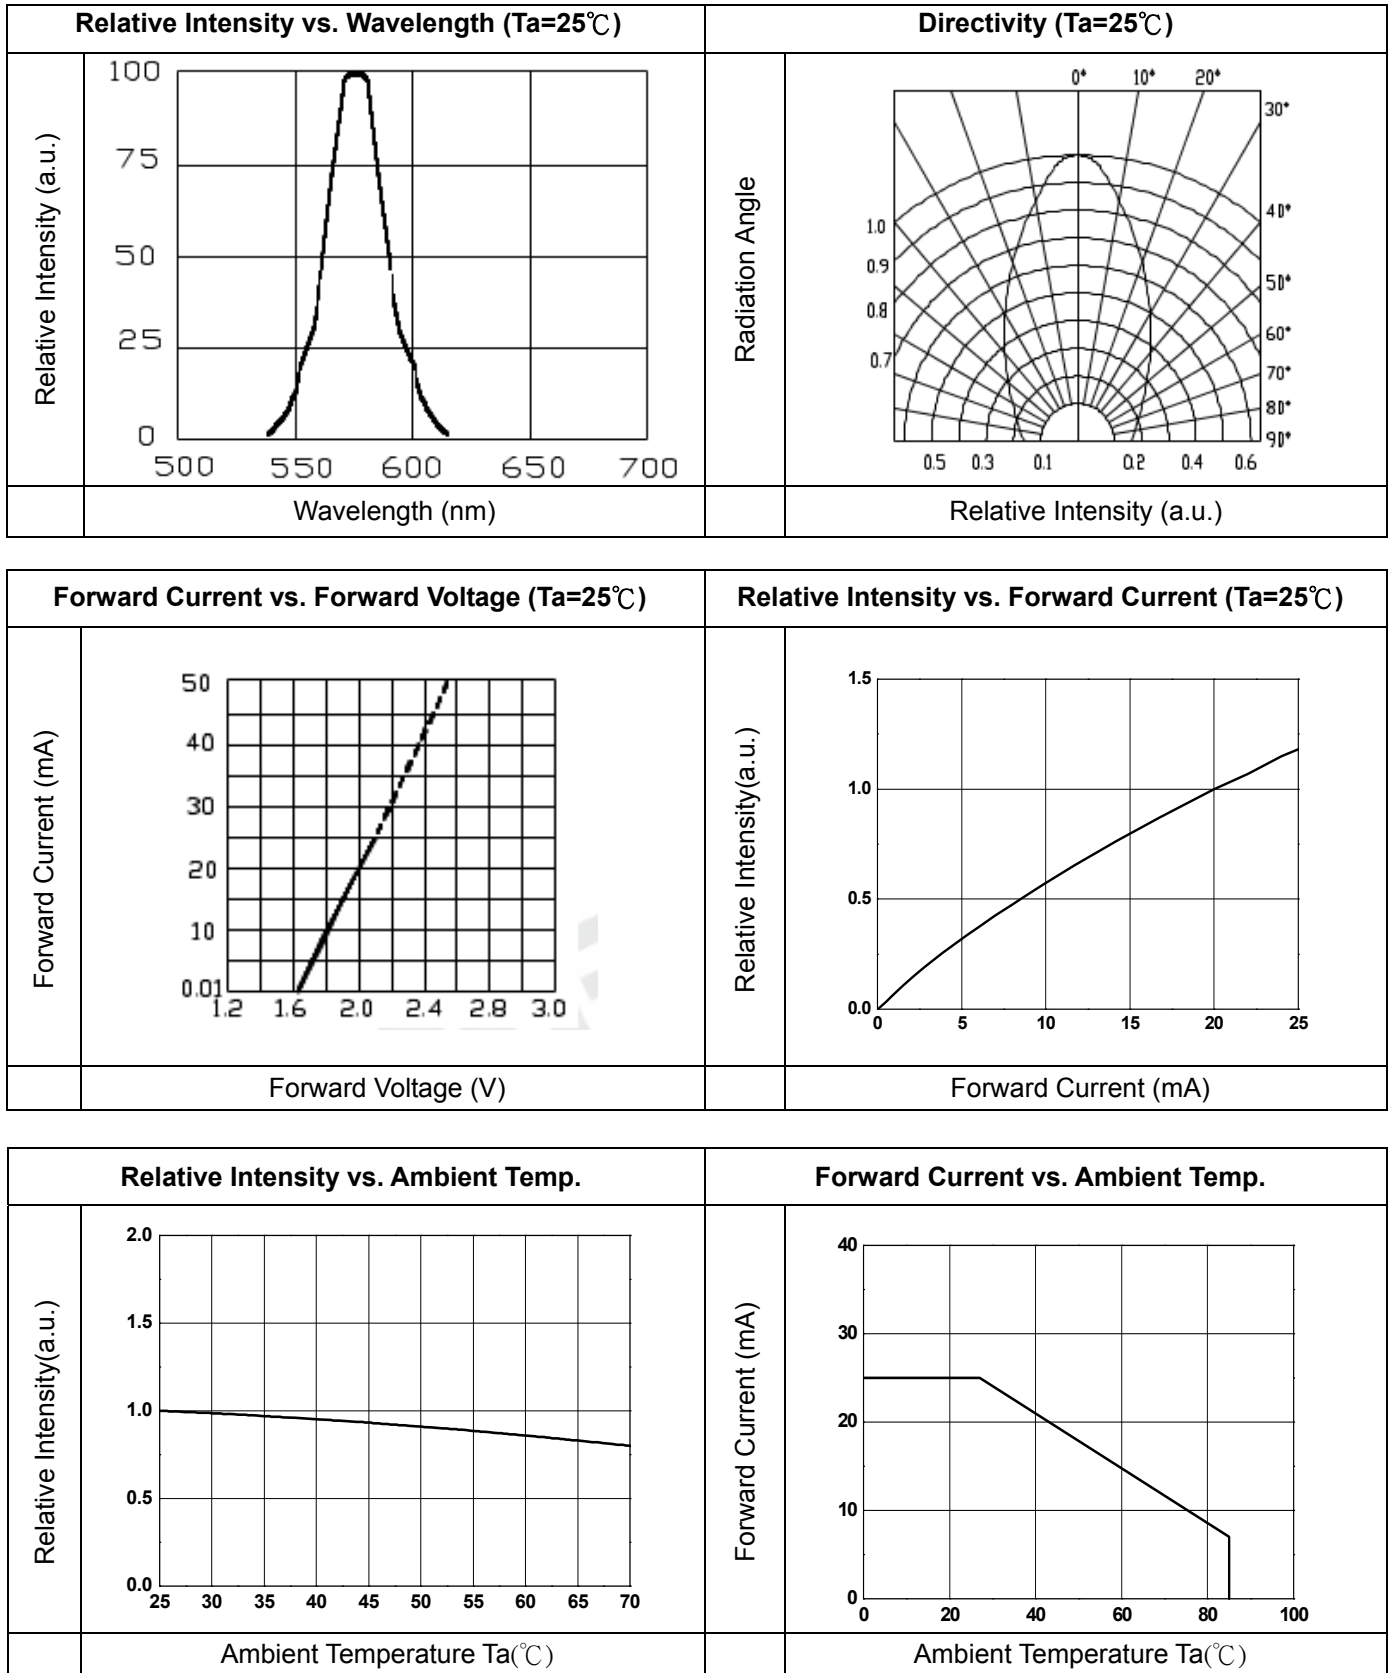 Relative Intensity vs. Wavelength (Ta=25℃)
Directivity (Ta=25℃)
Relative Intensity (a.u.)
100
75
50
25
0
500 550 600 650 700
Radiation Angle
0° 10° 20°
30°
40°
50°
60°
70°
80°
90°
1.0
0.9
0.8
0.7
0.5 0.3 0.1 0.2 0.4 0.6
Wavelength (nm)
Relative Intensity (a.u.)
Forward Current vs. Forward Voltage (Ta=25℃)
Relative Intensity vs. Forward Current (Ta=25℃)
Forward Current (mA)
50
40
30
20
10
0.01
1.2 1.6 2.0 2.4 2.8 3.0
Relative Intensity(a.u.)
1.5
1.0
0.5
0.0
0 5 10 15 20 25
Forward Voltage (V)
Forward Current (mA)
Relative Intensity vs. Ambient Temp.
Forward Current vs. Ambient Temp.
Relative Intensity(a.u.)
2.0
1.5
1.0
0.5
0.0
25 30 35 40 45 50 55 60 65 70
Forward Current (mA)
40
30
20
10
0
0 20 40 60 80 100
Ambient Temperature Ta(℃)
Ambient Temperature Ta(℃)